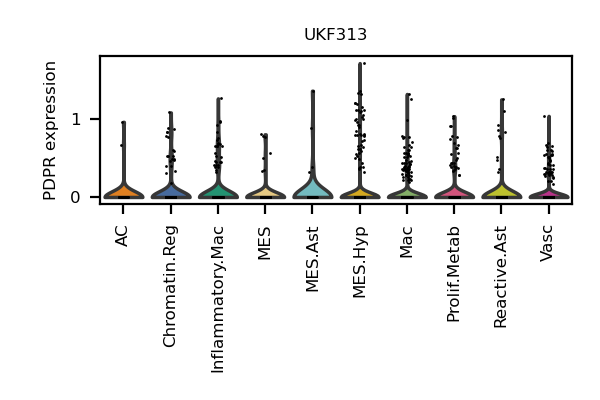 UKF313
PDPR expression
1
0
AC
Chromatin.Reg
Inflammatory.Mac
MES
MES.Ast
MES.Hyp
Mac
Prolif.Metab
Reactive.Ast
Vasc